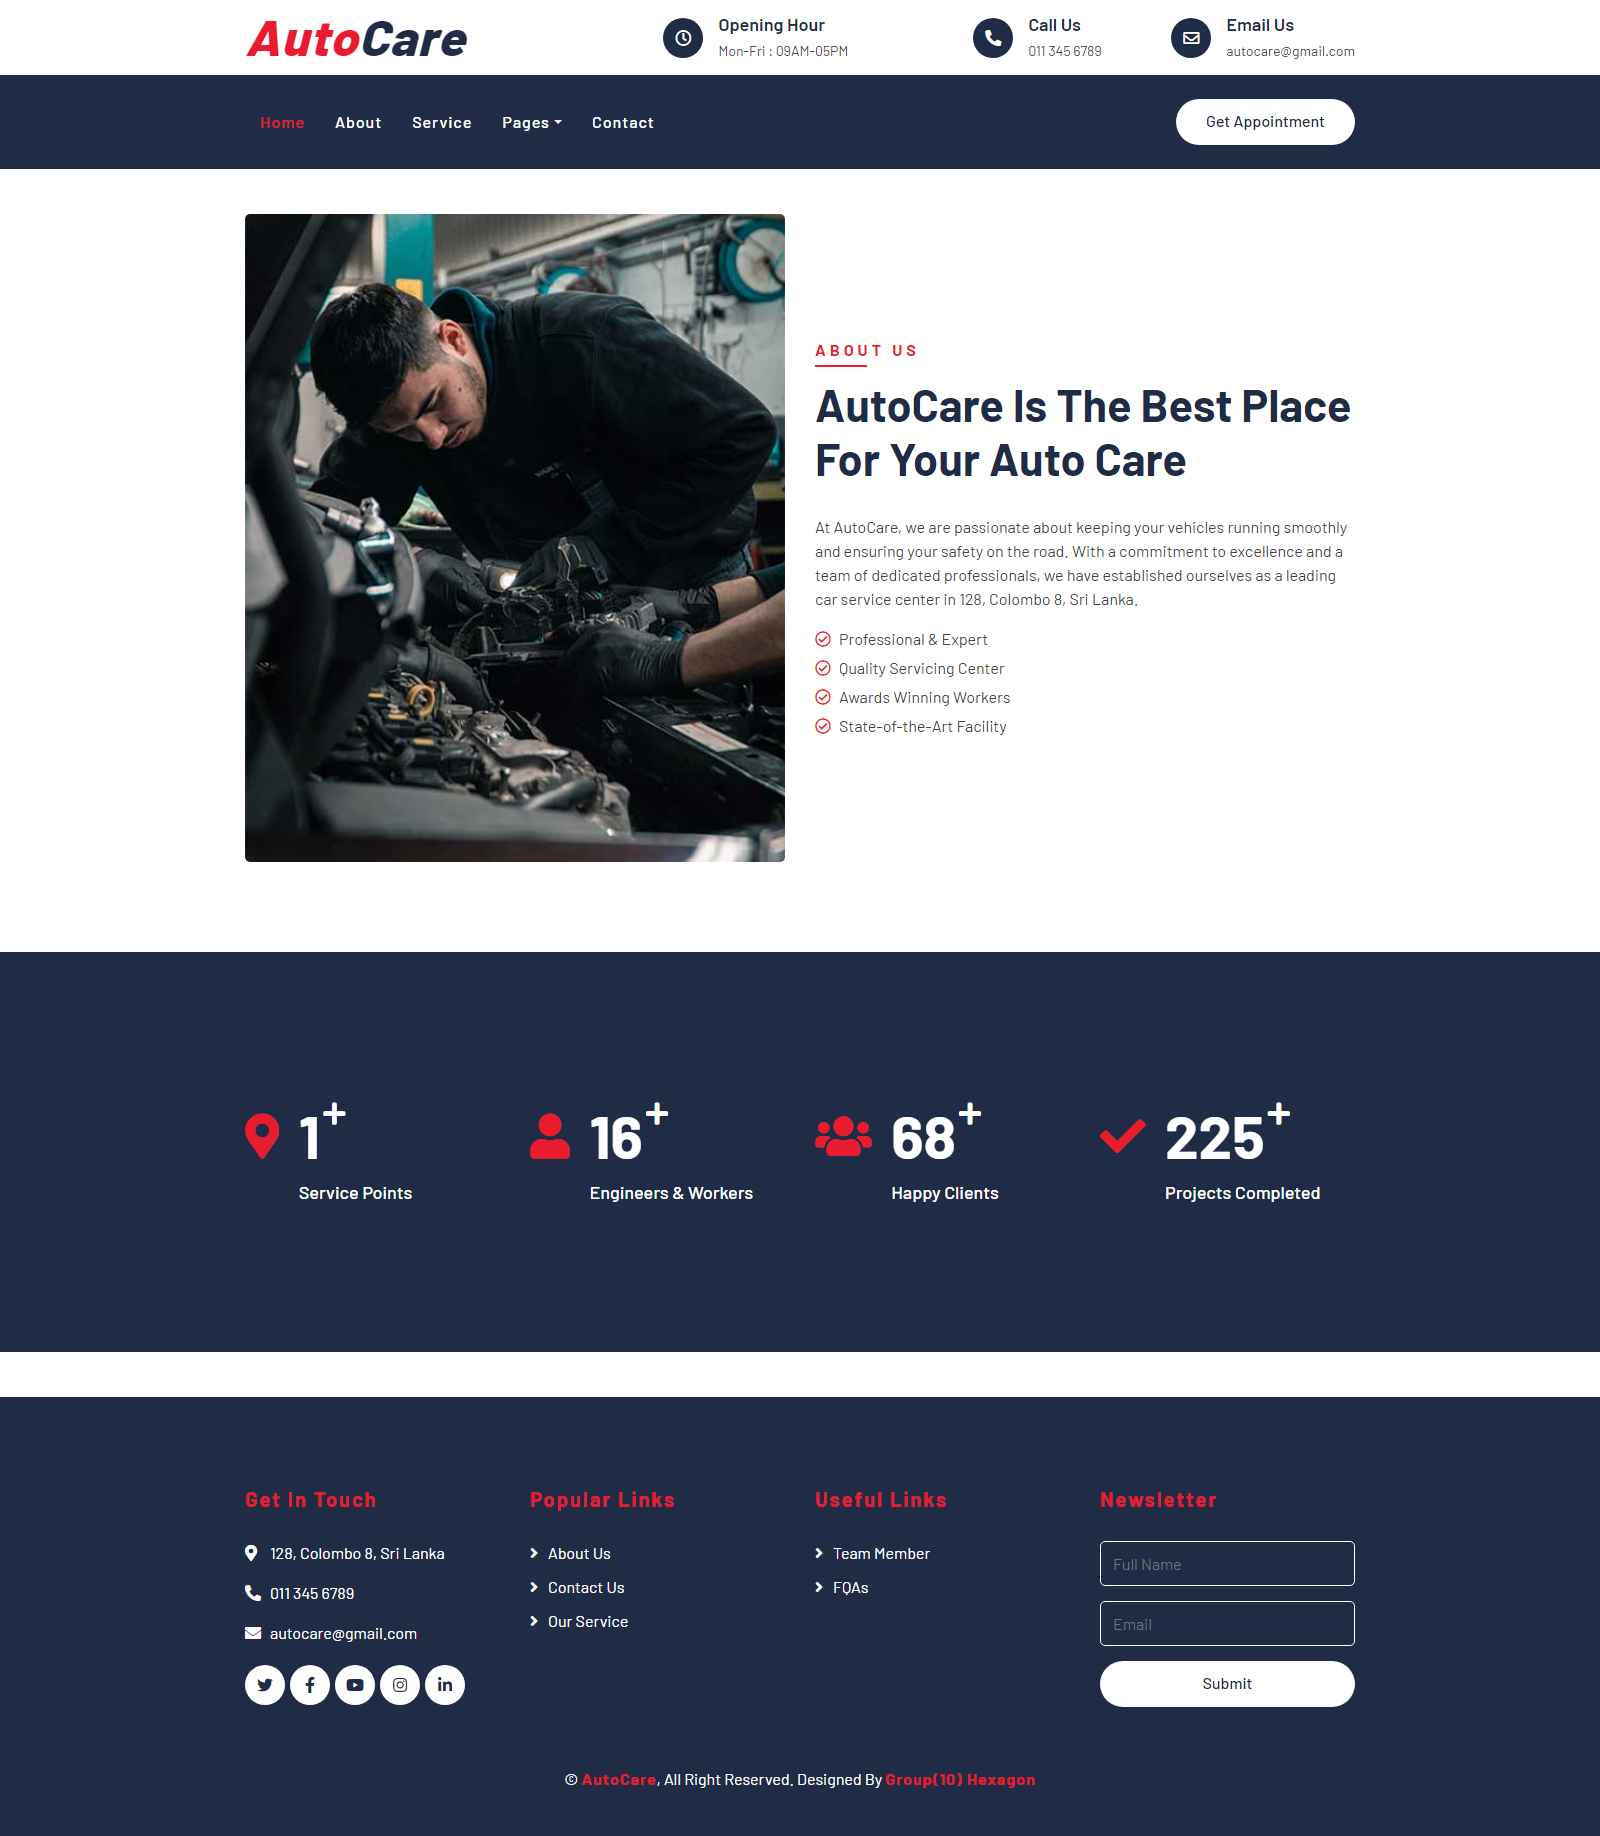 AutoCare
Opening Hour
Mon-Fri : 09AM-05PM
Call Us
011 345 6789
Email Us
autocare@gmail.com
Home
About
Service
Pages
Contact
Get Appointment
ABOUT US
AutoCare Is The Best Place
For Your Auto Care
At AutoCare, we are passionate about keeping your vehicles running smoothly
and ensuring your safety on the road. With a commitment to excellence and a
team of dedicated professionals, we have established ourselves as a leading
car service center in 128, Colombo 8, Sri Lanka.
Professional & Expert
Quality Servicing Center
Awards Winning Workers
State-of-the-Art Facility
1+
Service Points
16+
Engineers & Workers
68+
Happy Clients
225+
Projects Completed
Get In Touch
128, Colombo 8, Sri Lanka
011 345 6789
autocare@gmail.com
Popular Links
About Us
Contact Us
Our Service
Useful Links
Team Member
FQAs
Newsletter
Full Name
Email
Submit
© AutoCare, All Right Reserved. Designed By Group(10) Hexagon